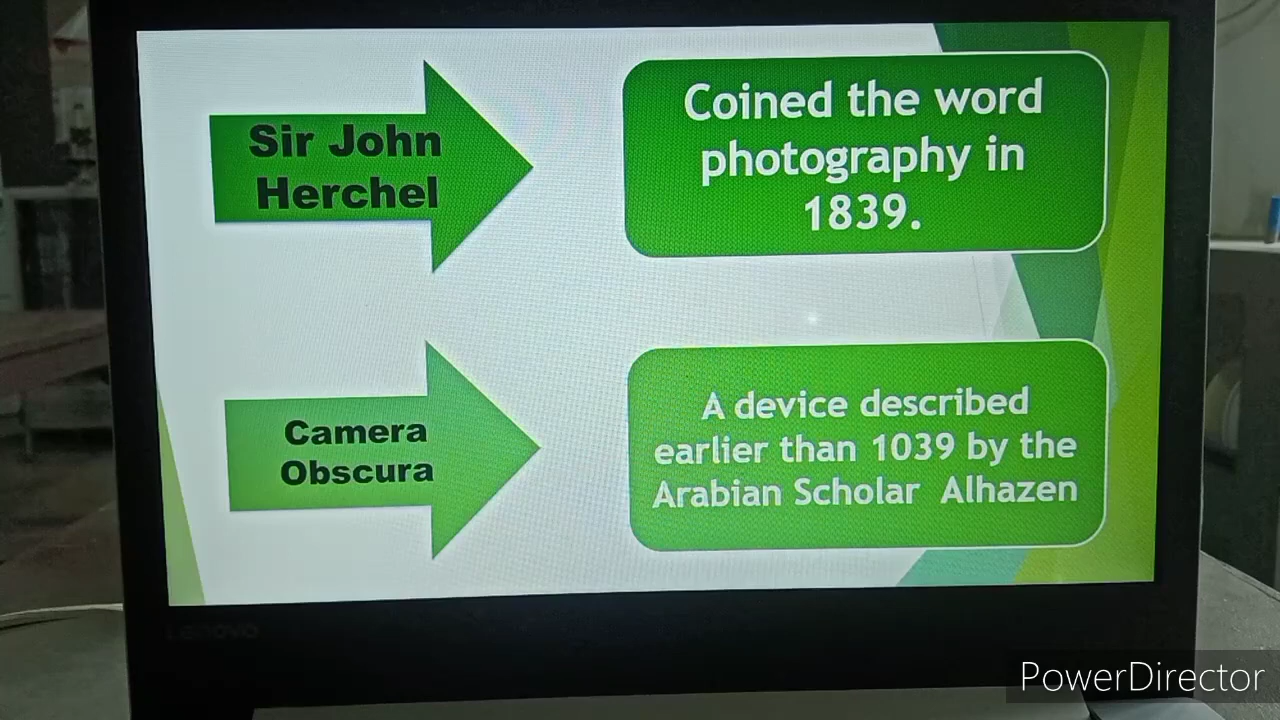 Sir John
Herchel
Coined the word
photography in
1839.
Camera
Obscura
A device described
earlier than 1039 by the
Arabian Scholar Alhazen
Lenovo
PowerDirector